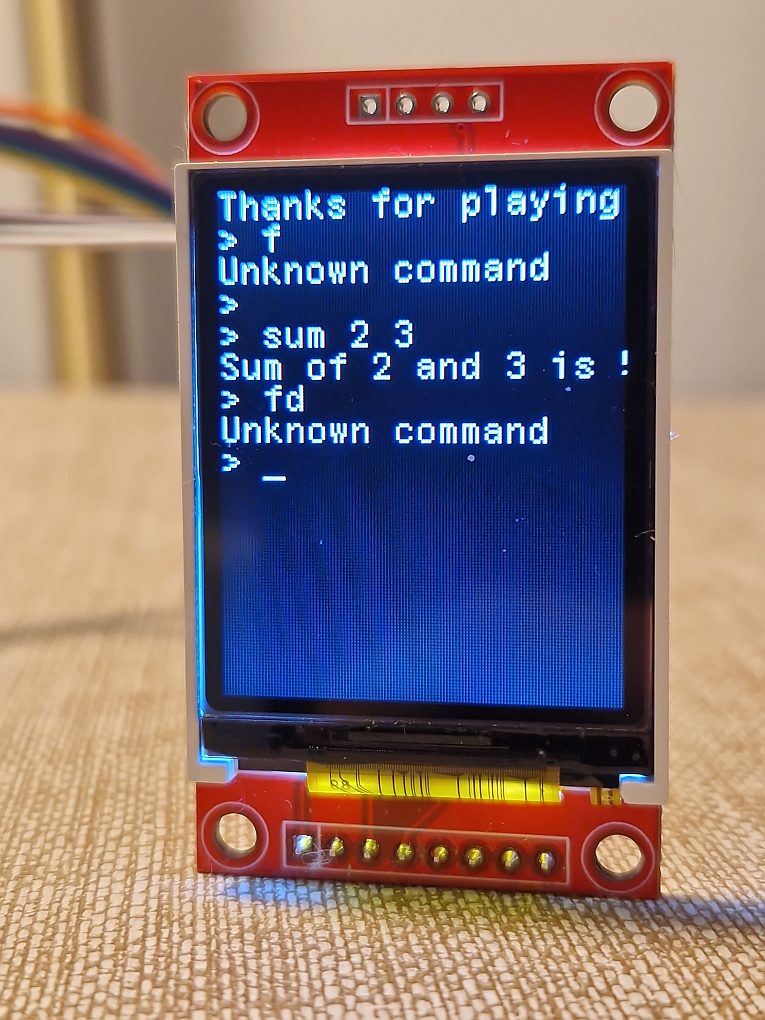 Thanks for playing
> f
Unknown command
>
> sum 2 3
Sum of 2 and 3 is !
> fd
Unknown command
> _